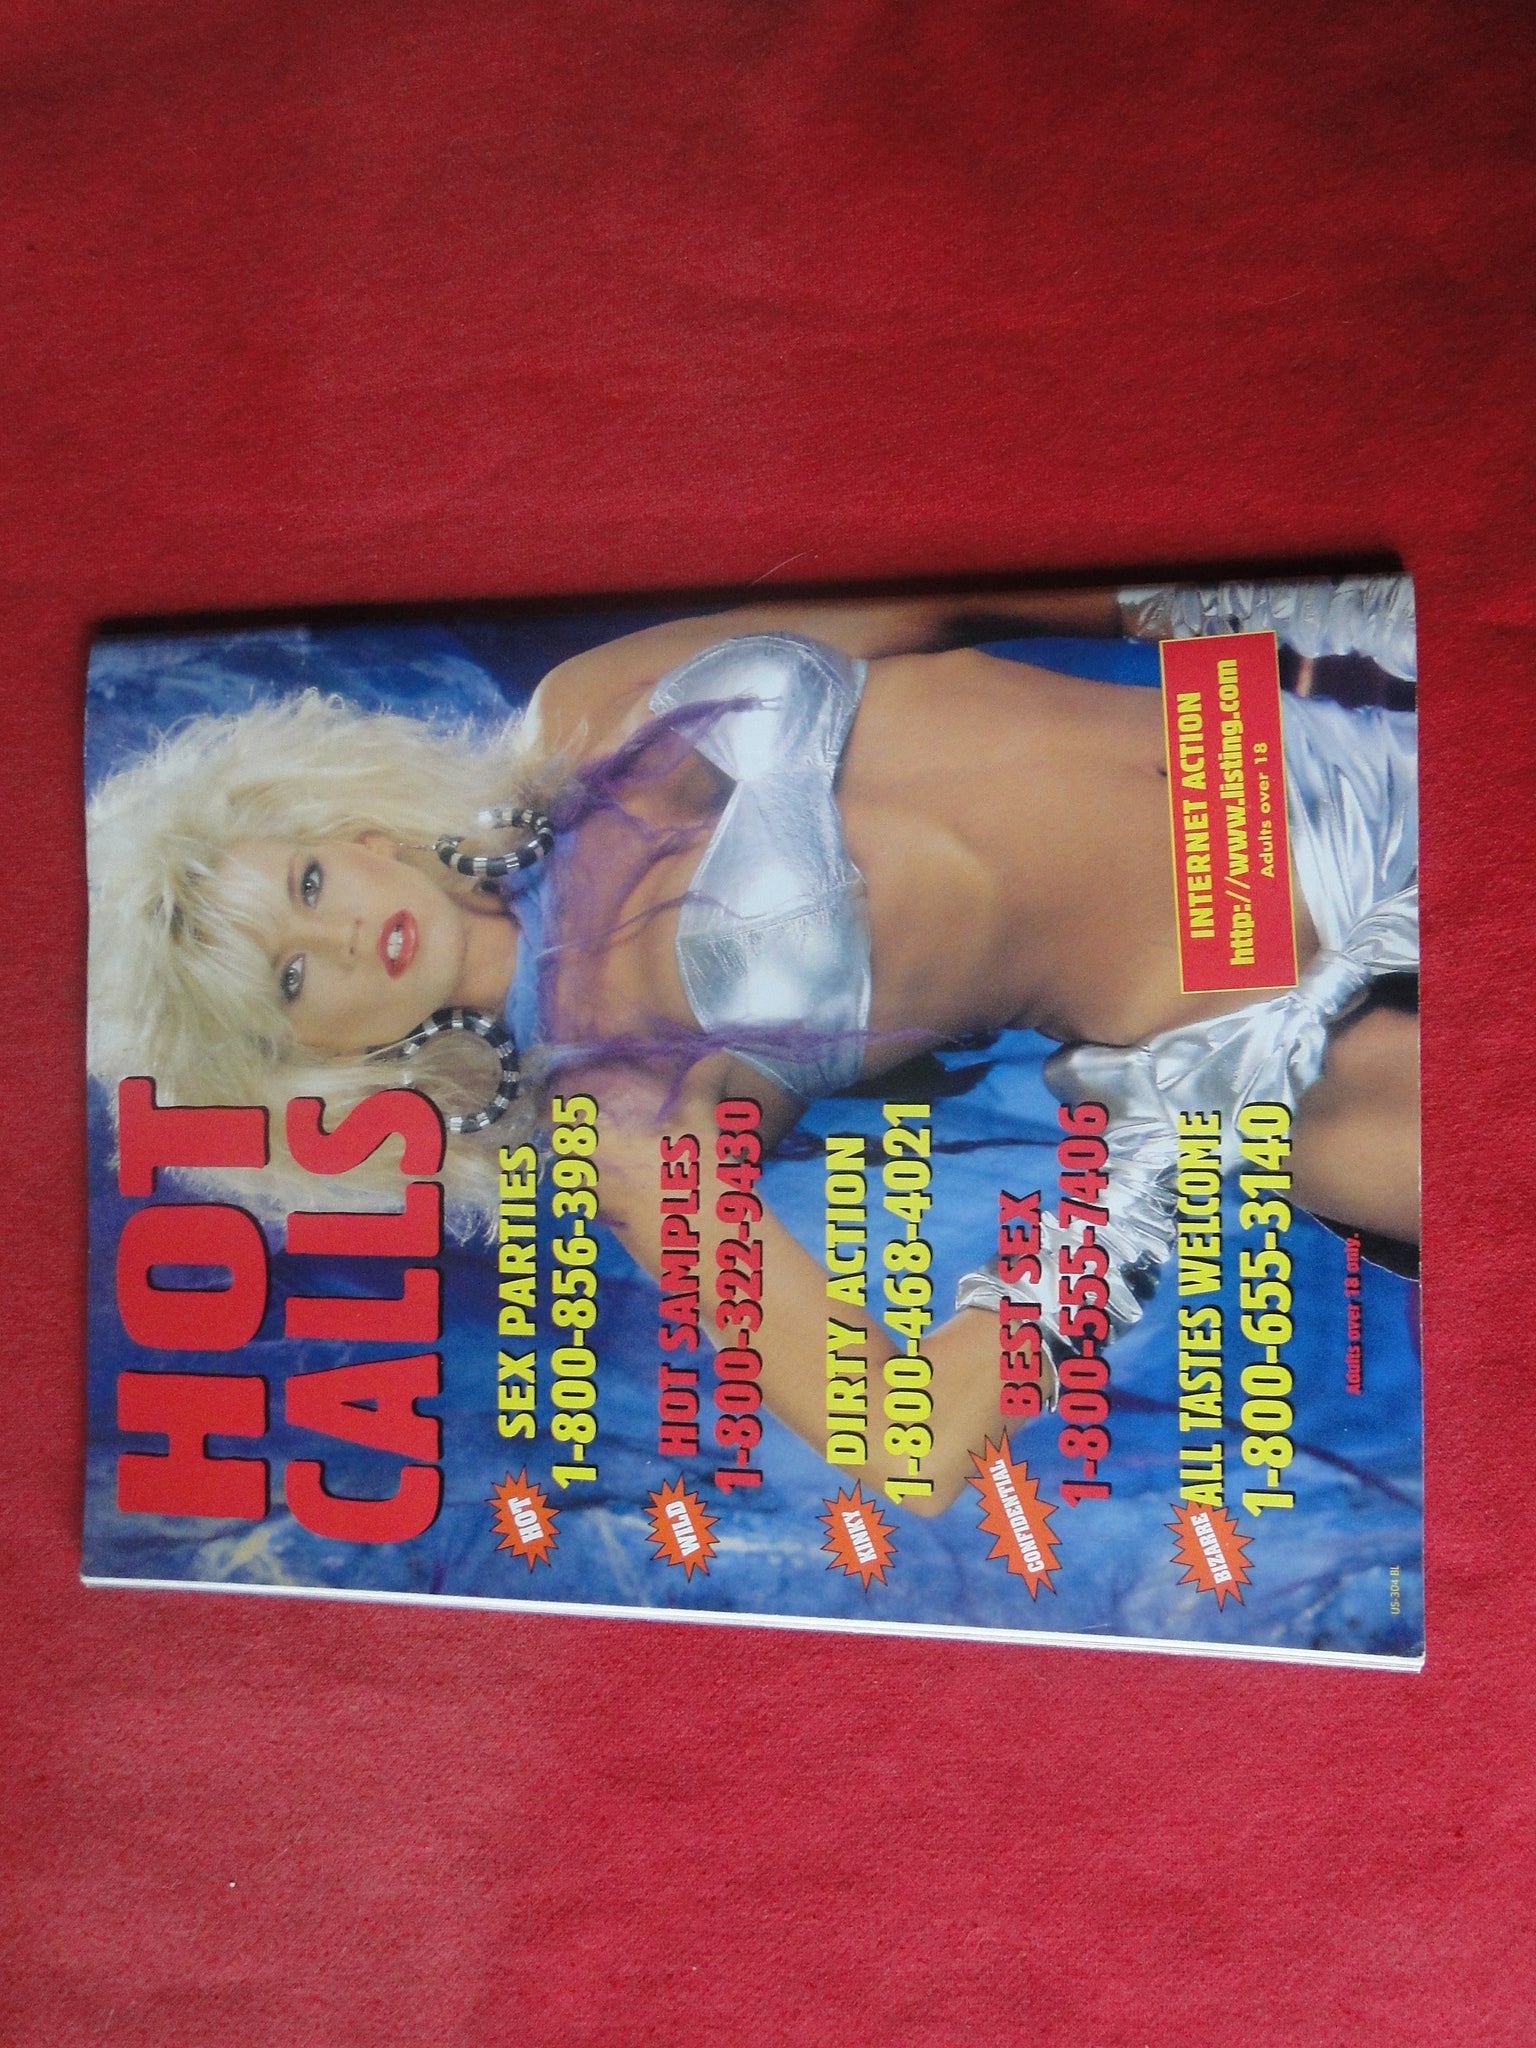 HOT
CALLS
HOT
SEX PARTIES
1-800-856-3985
WILD
HOT SAMPLES
1-800-322-9430
KINKY
DIRTY ACTION
1-800-468-4021
CONFIDENTIAL
BEST SEX
1-800-555-7406
BIZARRE
ALL TASTES WELCOME
1-800-655-3140
Adults over 18 only.
INTERNET ACTION
http://www.listing.com
Adults over 18
US-304 BL